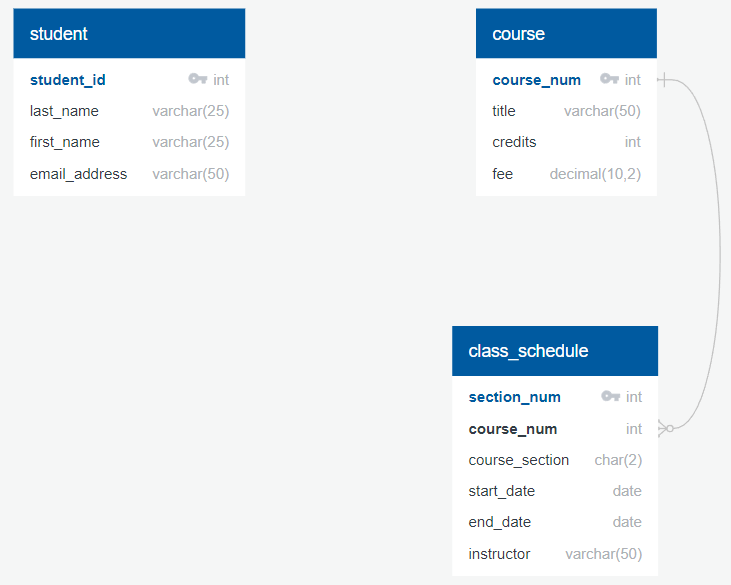 student
student_id int
last_name varchar(25)
first_name varchar(25)
email_address varchar(50)
course
course_num int
title varchar(50)
credits int
fee decimal(10,2)
class_schedule
section_num int
course_num int
course_section char(2)
start_date date
end_date date
instructor varchar(50)